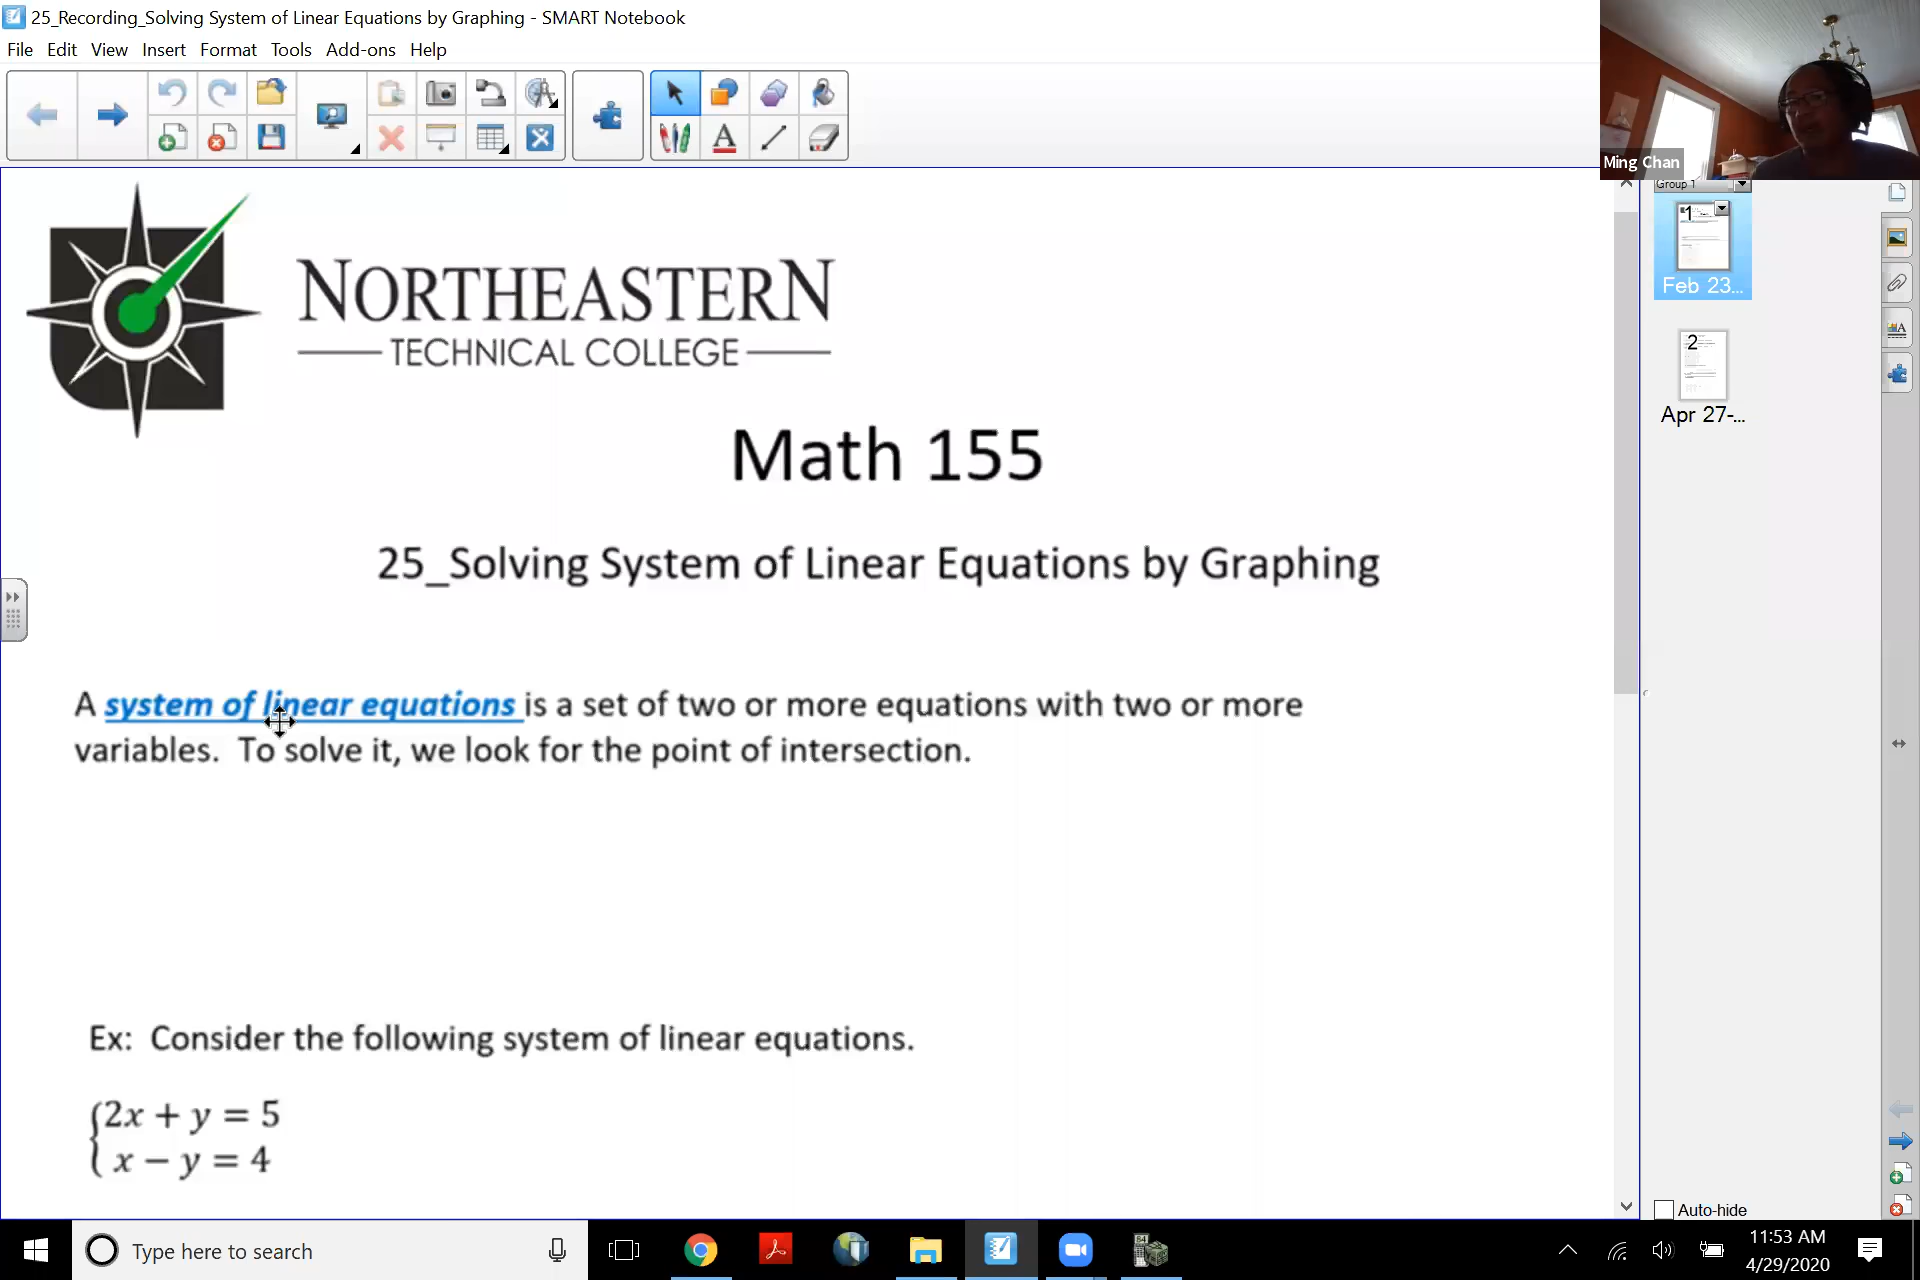 25_Recording_Solving System of Linear Equations by Graphing - SMART Notebook
File Edit View Insert Format Tools Add-ons Help
Ming Chan
Group 1
1
Feb 23...
2
Apr 27-...
NORTHEASTERN
TECHNICAL COLLEGE
Math 155
25_Solving System of Linear Equations by Graphing
A system of linear equations is a set of two or more equations with two or more
variables. To solve it, we look for the point of intersection.
Ex: Consider the following system of linear equations.
2x + y = 5
x − y = 4
Auto-hide
Type here to search
11:53 AM
4/29/2020